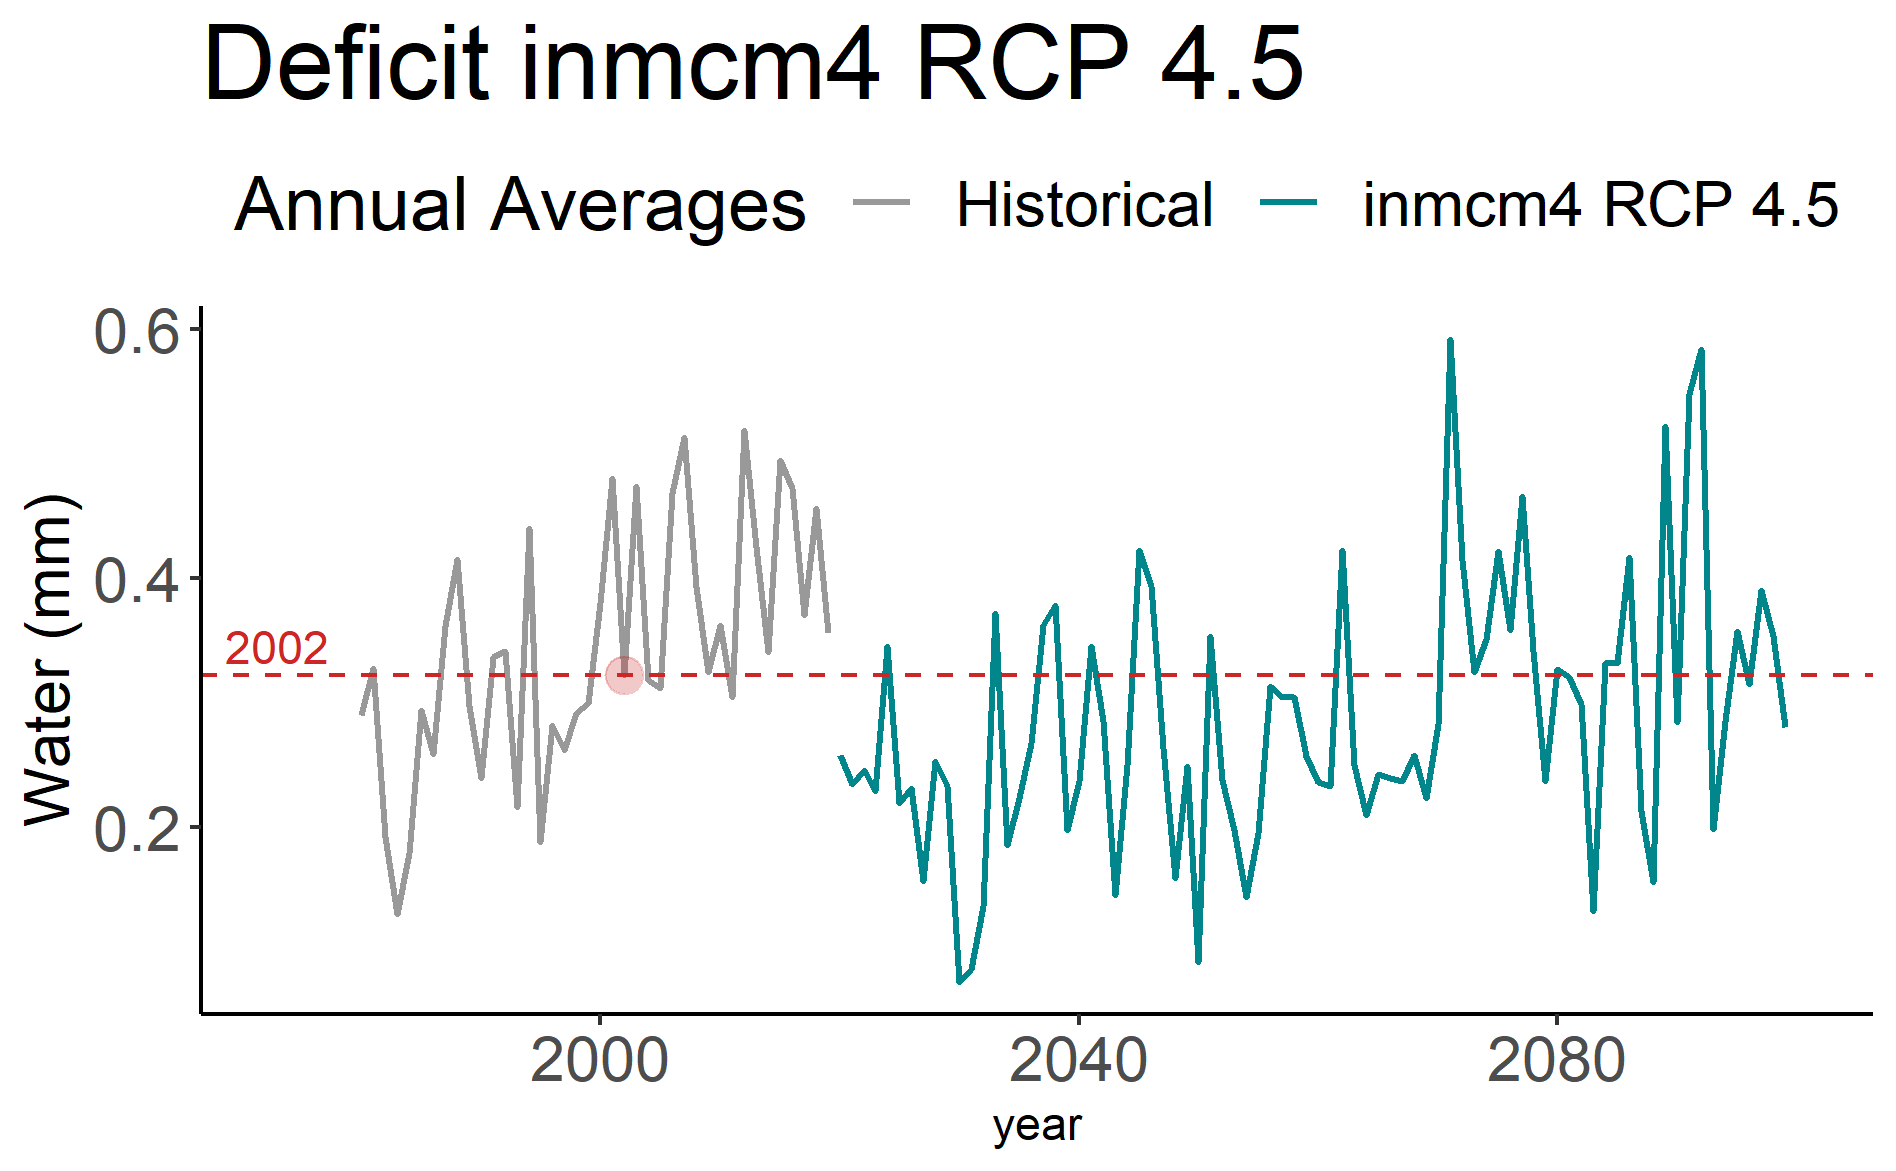 Deficit inmcm4 RCP 4.5
Annual Averages Historical inmcm4 RCP 4.5
0.6
0.4
0.2
Water (mm)
2002
2000 2040 2080
year